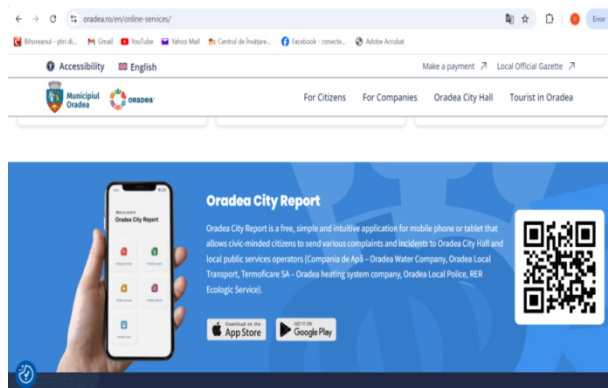 oradea.ro/en/online-services/
Error
Bihoreanul - știri di... Gmail YouTube Yahoo Mail Centrul de Învățare... Facebook - conecte... Adobe Acrobat
Accessibility English Make a payment Local Official Gazette
Municipiul Oradea ORADEA For Citizens For Companies Oradea City Hall Tourist in Oradea
Oradea City Report
Oradea City Report
Oradea City Report is a free, simple and intuitive application for mobile phone or tablet that
allows civic-minded citizens to send various complaints and incidents to Oradea City Hall and
local public services operators (Compania de Apă – Oradea Water Company, Oradea Local
Transport, Termoficare SA – Oradea heating system company, Oradea Local Police, RER
Ecologic Service).
Download on the App Store GET IT ON Google Play